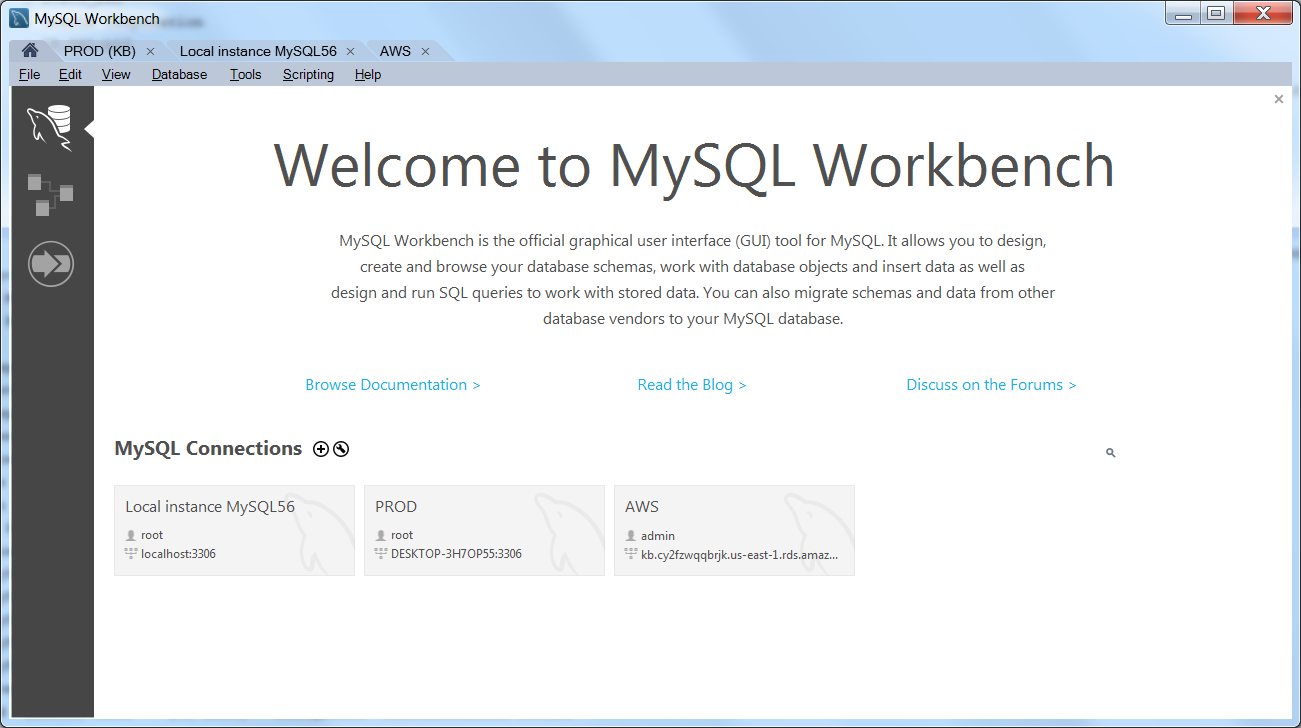 MySQL Workbench
PROD (KB) Local instance MySQL56 AWS
File Edit View Database Tools Scripting Help
Welcome to MySQL Workbench
MySQL Workbench is the official graphical user interface (GUI) tool for MySQL. It allows you to design,
create and browse your database schemas, work with database objects and insert data as well as
design and run SQL queries to work with stored data. You can also migrate schemas and data from other
database vendors to your MySQL database.
Browse Documentation > Read the Blog > Discuss on the Forums >
MySQL Connections
Local instance MySQL56
root
localhost:3306
PROD
root
DESKTOP-3H7OP55:3306
AWS
admin
kb.cy2fzwqqbrjk.us-east-1.rds.amaz...